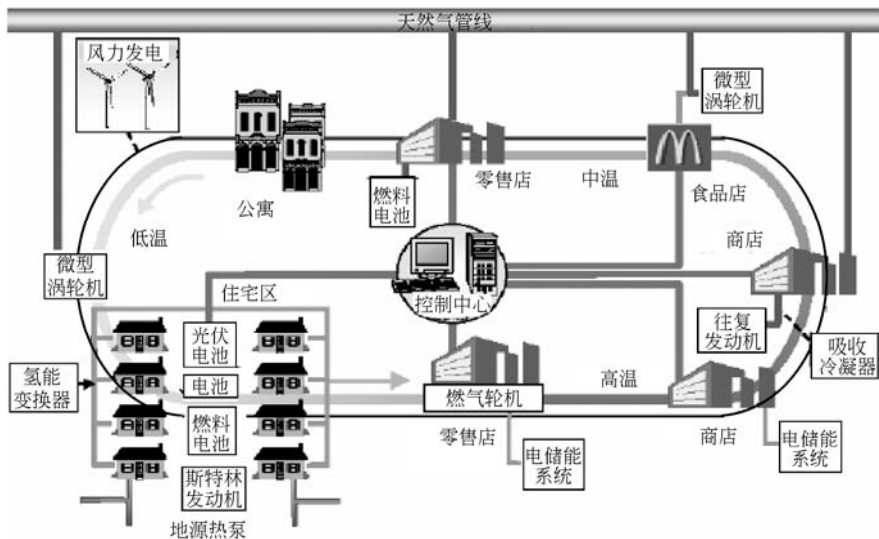 天然气管线
风力发电
微型
涡轮机
燃料
电池
零售店
中温
食品店
公寓
低温
商店
微型
涡轮机
住宅区
控制中心
光伏
电池
往复
发动机
吸收
冷凝器
氢能
变换器
电池
高温
燃气轮机
燃料
电池
零售店
商店
电储能
系统
电储能
系统
斯特林
发动机
地源热泵